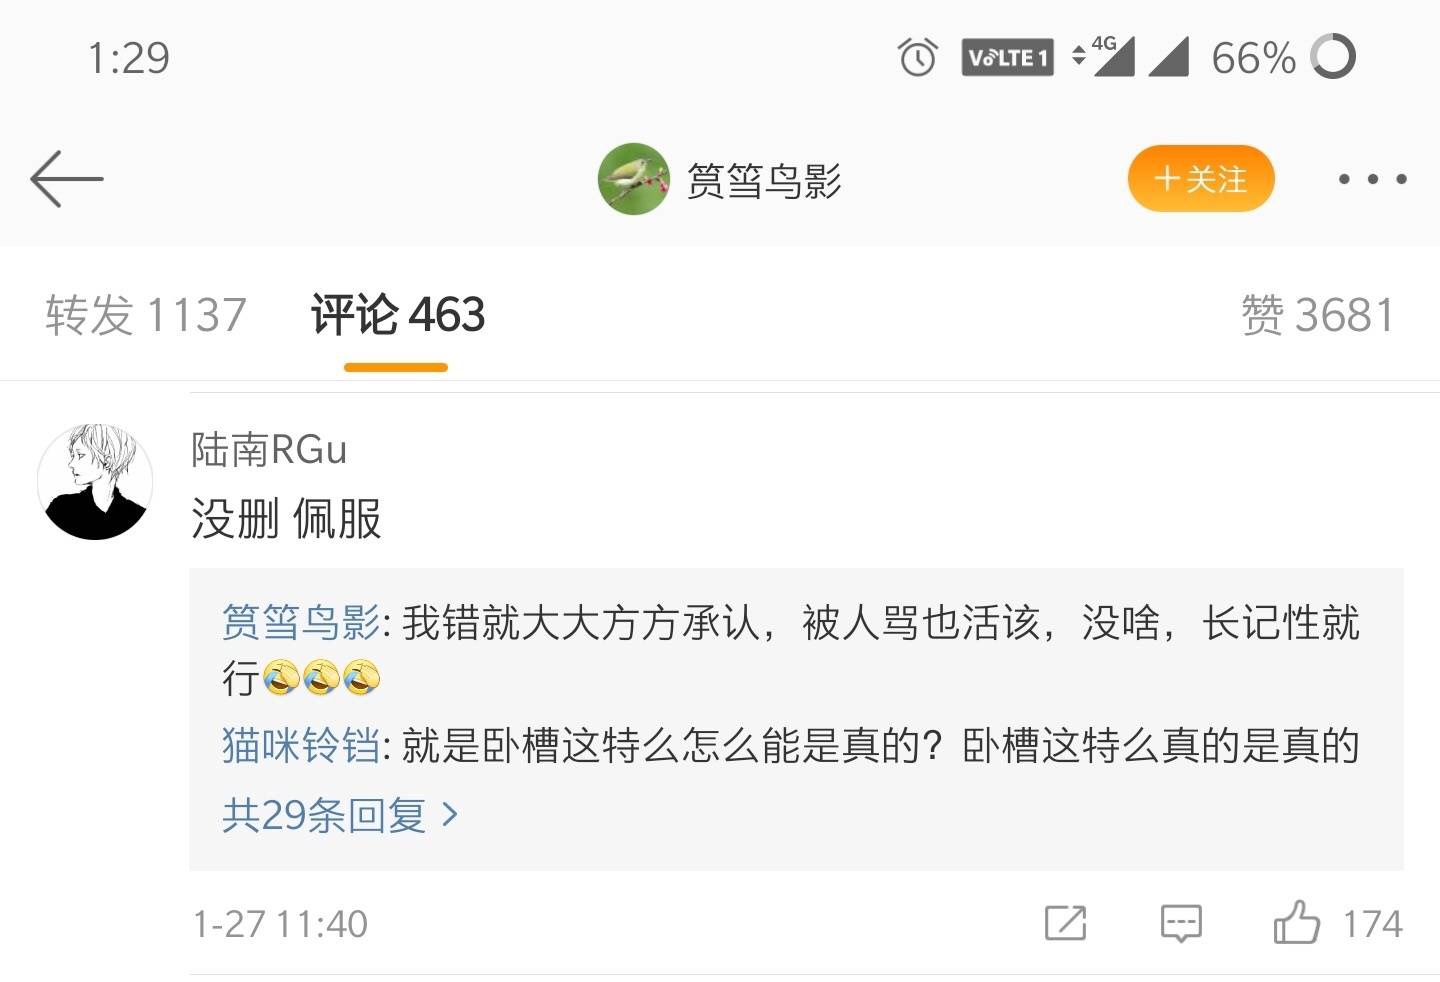 1:29
VoLTE 1
4G
66%
筼筜鸟影
+关注
转发 1137
评论 463
赞 3681
陆南RGu
没删 佩服
筼筜鸟影: 我错就大大方方承认，被人骂也活该，没啥，长记性就
行🤣🤣🤣
猫咪铃铛: 就是卧槽这特么怎么能是真的？卧槽这特么真的是真的
共29条回复 >
1-27 11:40
174